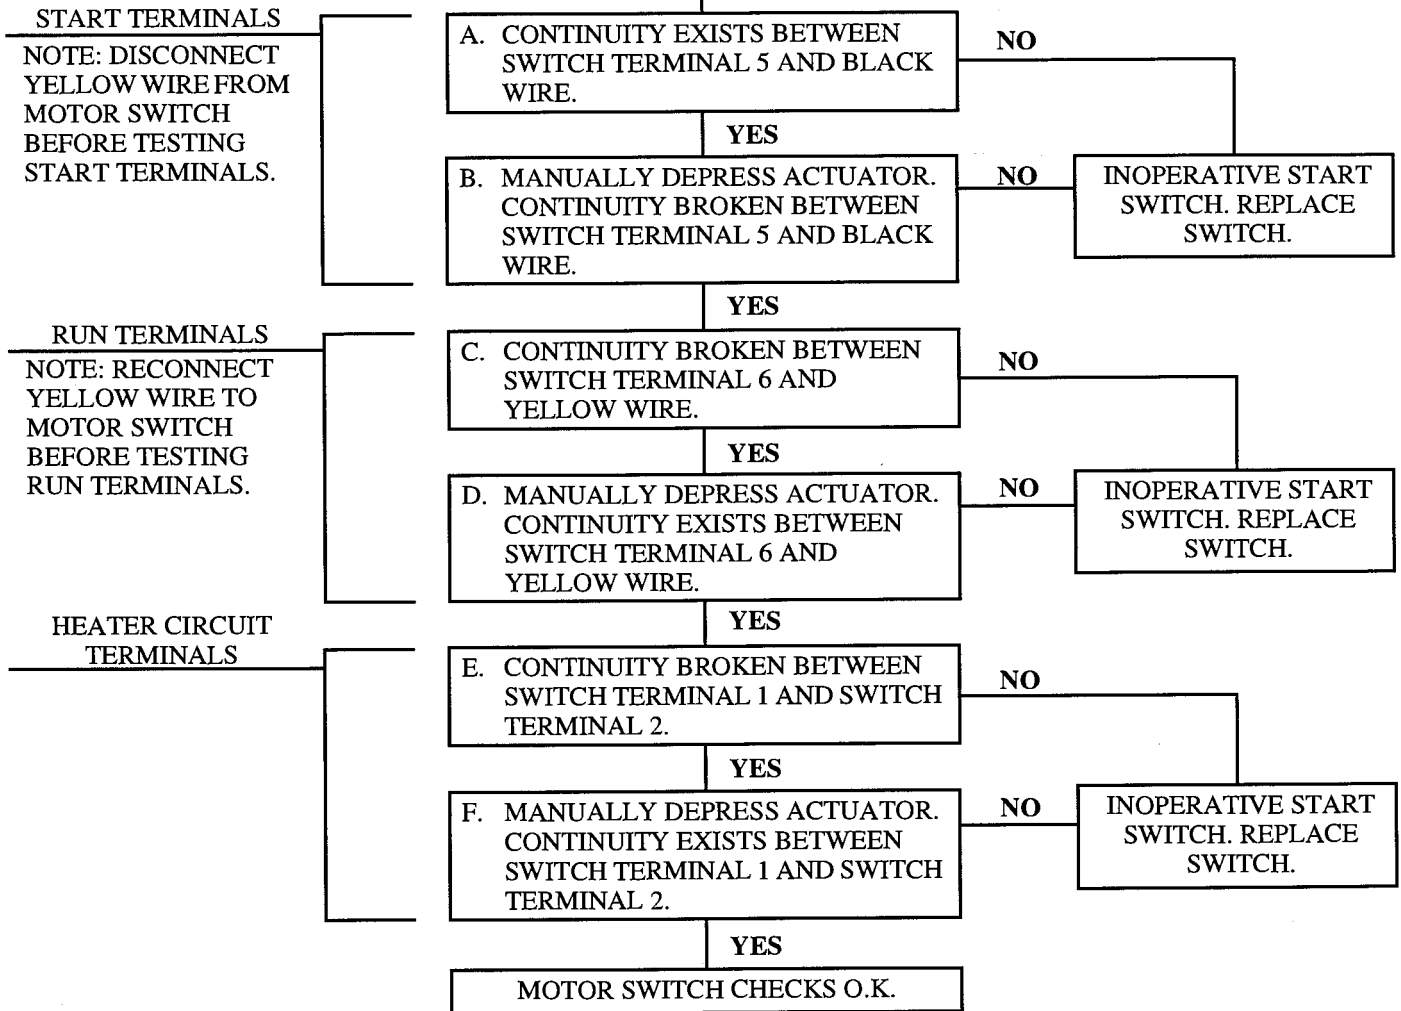 START TERMINALS
NOTE: DISCONNECT
YELLOW WIRE FROM
MOTOR SWITCH
BEFORE TESTING
START TERMINALS.
A. CONTINUITY EXISTS BETWEEN
SWITCH TERMINAL 5 AND BLACK
WIRE.
NO
YES
B. MANUALLY DEPRESS ACTUATOR.
CONTINUITY BROKEN BETWEEN
SWITCH TERMINAL 5 AND BLACK
WIRE.
NO
INOPERATIVE START
SWITCH. REPLACE
SWITCH.
YES
RUN TERMINALS
NOTE: RECONNECT
YELLOW WIRE TO
MOTOR SWITCH
BEFORE TESTING
RUN TERMINALS.
C. CONTINUITY BROKEN BETWEEN
SWITCH TERMINAL 6 AND
YELLOW WIRE.
NO
YES
D. MANUALLY DEPRESS ACTUATOR.
CONTINUITY EXISTS BETWEEN
SWITCH TERMINAL 6 AND
YELLOW WIRE.
NO
INOPERATIVE START
SWITCH. REPLACE
SWITCH.
YES
HEATER CIRCUIT
TERMINALS
E. CONTINUITY BROKEN BETWEEN
SWITCH TERMINAL 1 AND SWITCH
TERMINAL 2.
NO
YES
F. MANUALLY DEPRESS ACTUATOR.
CONTINUITY EXISTS BETWEEN
SWITCH TERMINAL 1 AND SWITCH
TERMINAL 2.
NO
INOPERATIVE START
SWITCH. REPLACE
SWITCH.
YES
MOTOR SWITCH CHECKS O.K.